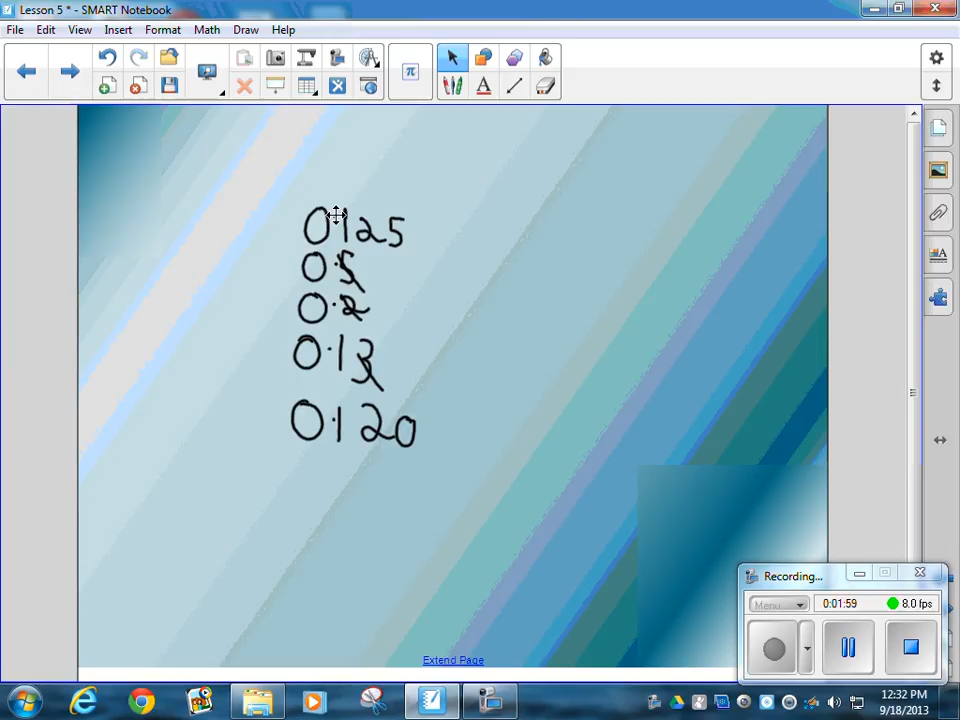 Lesson 5 * - SMART Notebook
File Edit View Insert Format Math Draw Help
π
A
A
0.125
0.5
0.2
0.13
0.120
Extend Page
Recording...
Menu 0:01:59 8.0 fps
12:32 PM
9/18/2013